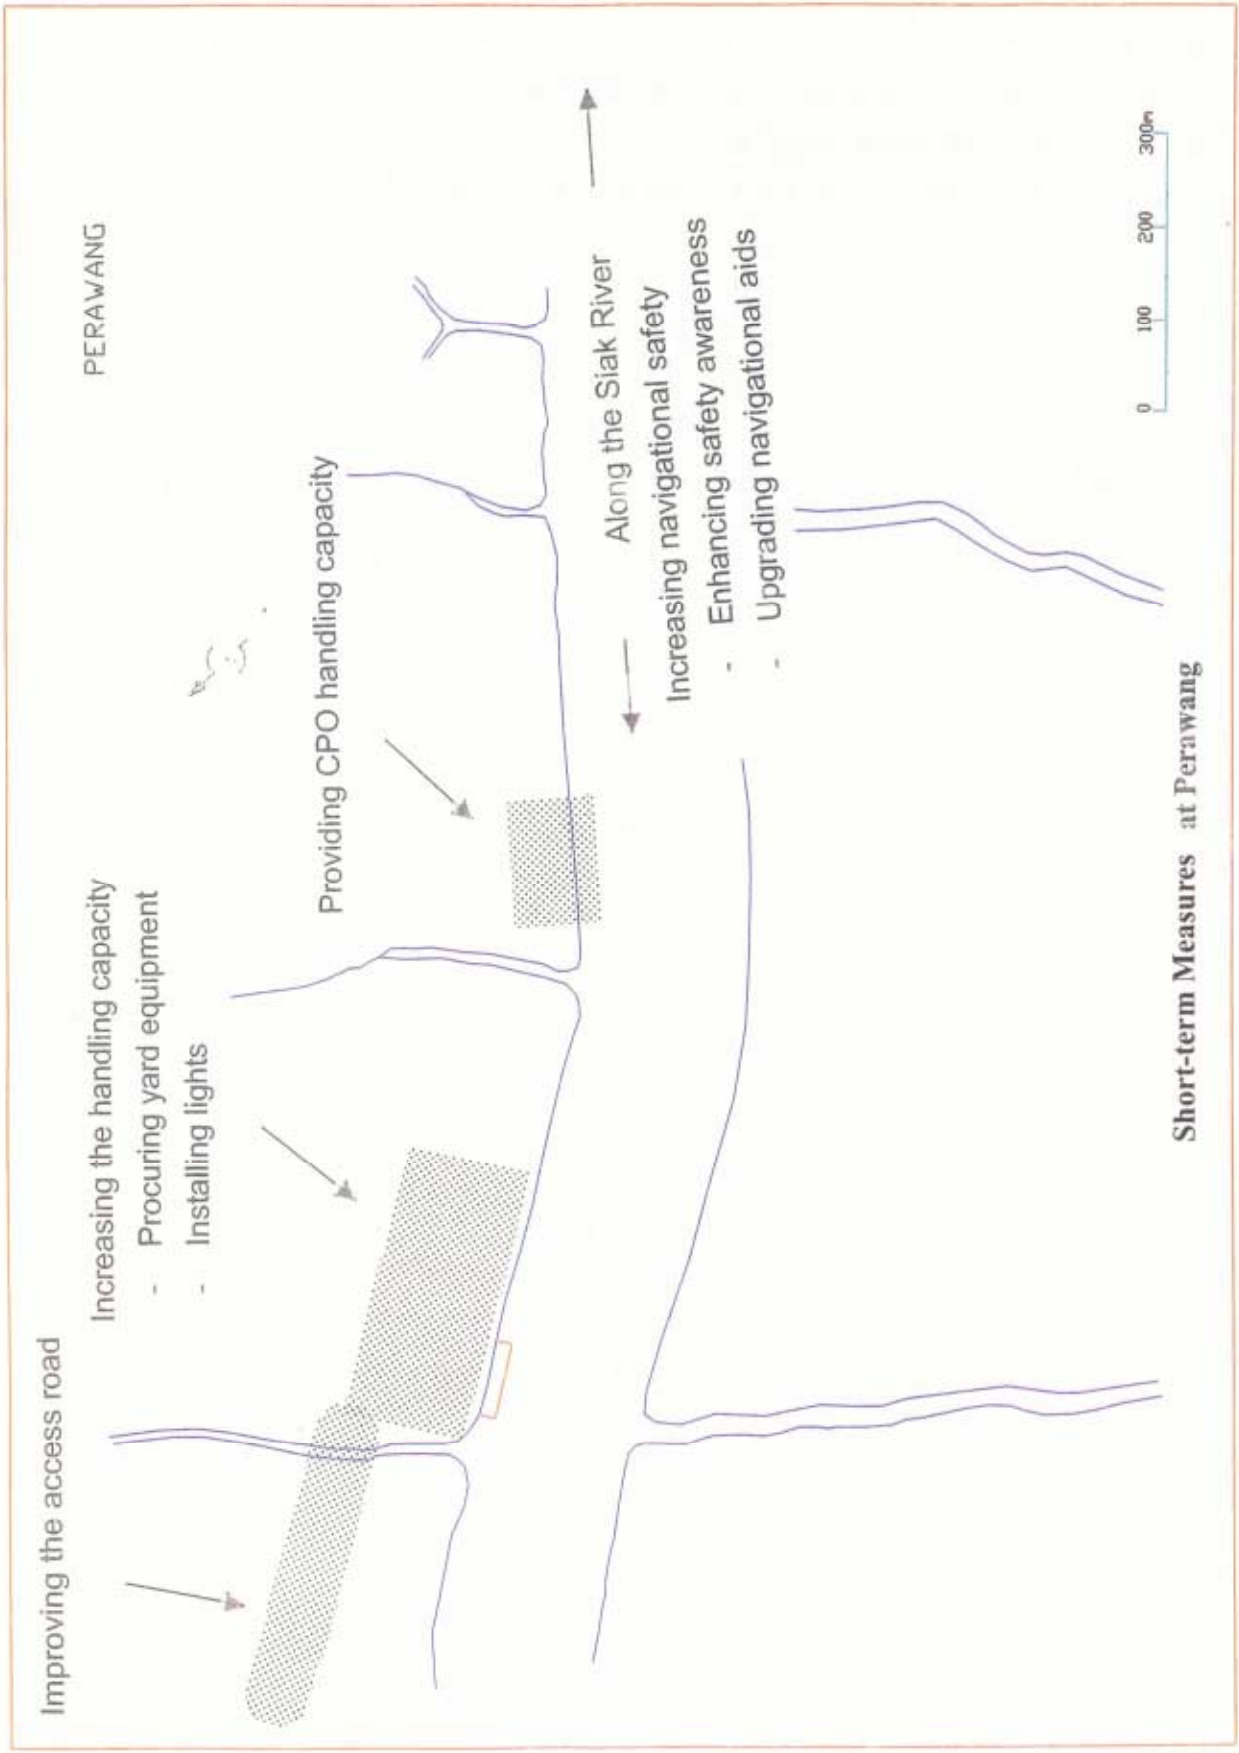 PERAWANG
Improving the access road
Increasing the handling capacity
- Procuring yard equipment
- Installing lights
Providing CPO handling capacity
Along the Siak River
Increasing navigational safety
- Enhancing safety awareness
- Upgrading navigational aids
0 100 200 300m
Short-term Measures at Perawang